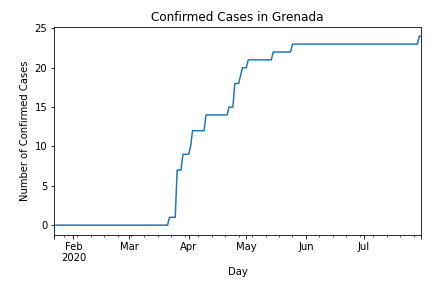 Confirmed Cases in Grenada
Number of Confirmed Cases
25
20
15
10
5
0
Feb Mar Apr May Jun Jul
2020
Day